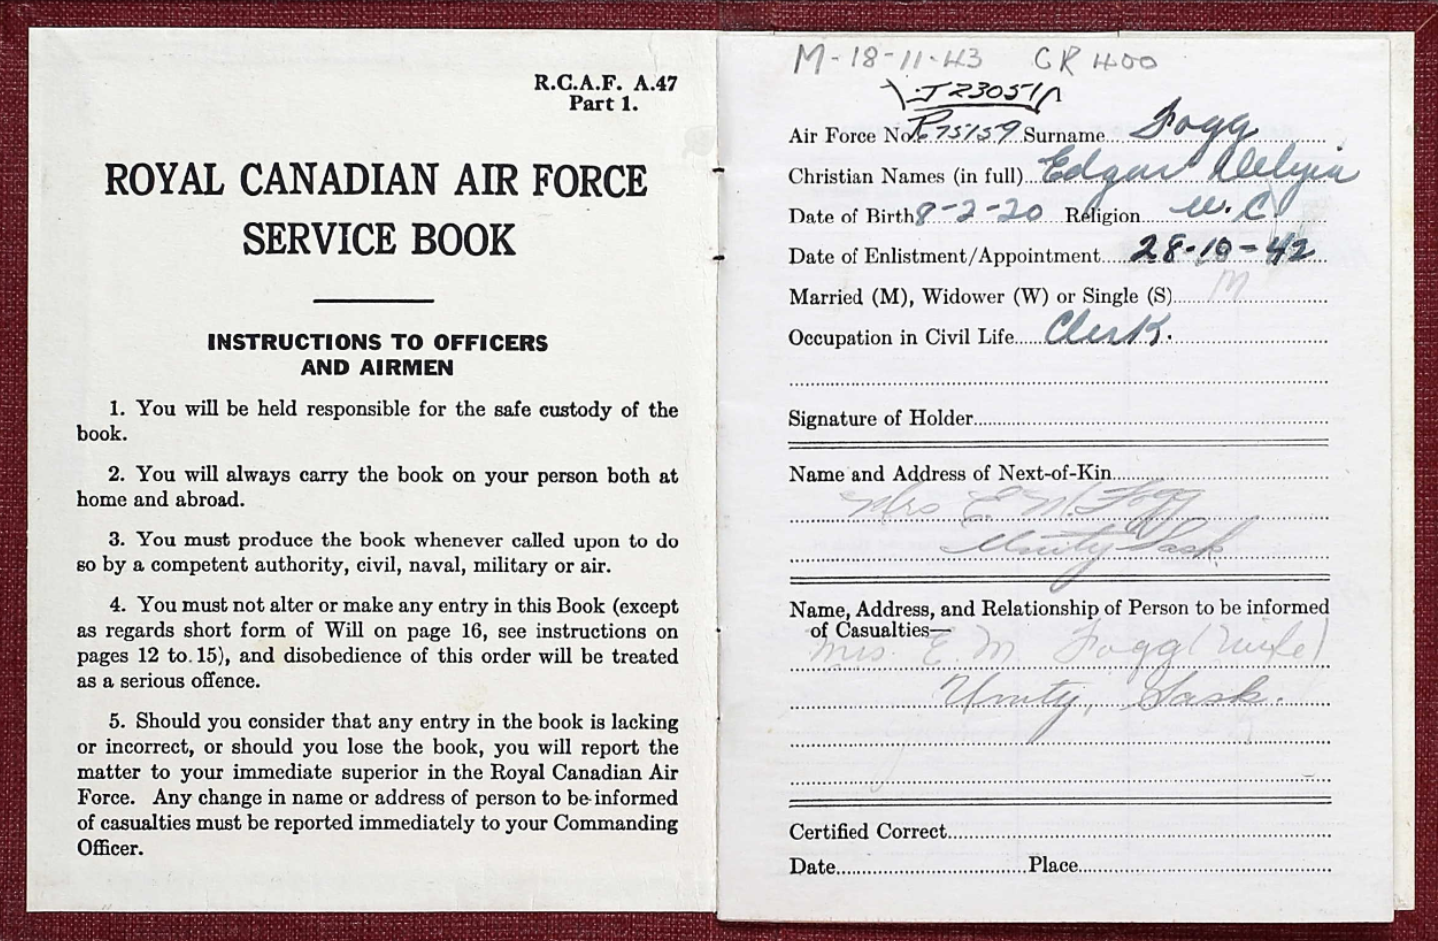 R.C.A.F. A.47
Part 1.
ROYAL CANADIAN AIR FORCE
SERVICE BOOK
INSTRUCTIONS TO OFFICERS
AND AIRMEN
1. You will be held responsible for the safe custody of the
book.
2. You will always carry the book on your person both at
home and abroad.
3. You must produce the book whenever called upon to do
so by a competent authority, civil, naval, military or air.
4. You must not alter or make any entry in this Book (except
as regards short form of Will on page 16, see instructions on
pages 12 to 15), and disobedience of this order will be treated
as a serious offence.
5. Should you consider that any entry in the book is lacking
or incorrect, or should you lose the book, you will report the
matter to your immediate superior in the Royal Canadian Air
Force. Any change in name or address of person to be informed
of casualties must be reported immediately to your Commanding
Officer.
M-18-11-43 CR 400
J23051
Air Force No. R75159 Surname Fogg
Christian Names (in full) Edgar
Date of Birth 8-2-20 Religion U.C.
Date of Enlistment/Appointment 28-10-42
Married (M), Widower (W) or Single (S) M
Occupation in Civil Life Clerk.
Signature of Holder
Name and Address of Next-of-Kin
Mrs E. M. Fogg
Unity Sask
Name, Address, and Relationship of Person to be informed
of Casualties—
Mrs. E. M. Fogg (wife)
Unity, Sask.
Certified Correct
Date Place